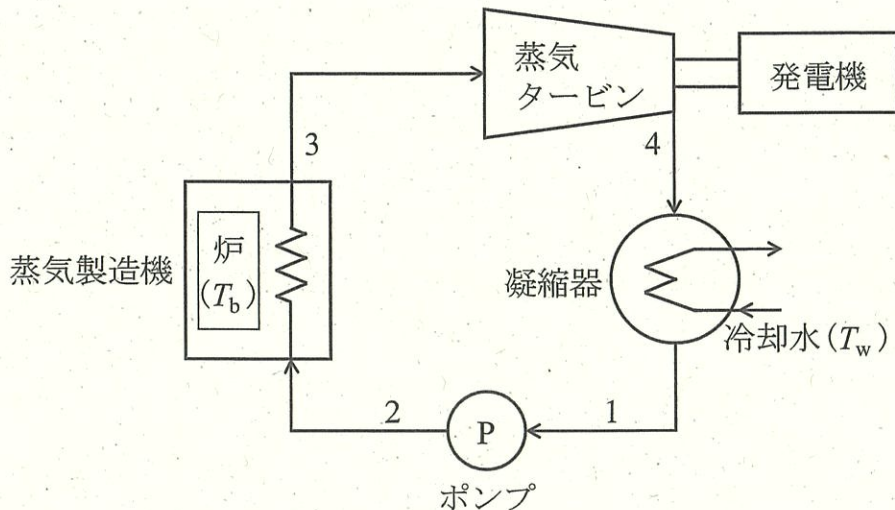 蒸気
タービン
発電機
3
4
炉
(T_b)
蒸気製造機
凝縮器
冷却水(T_w)
2
P
1
ポンプ